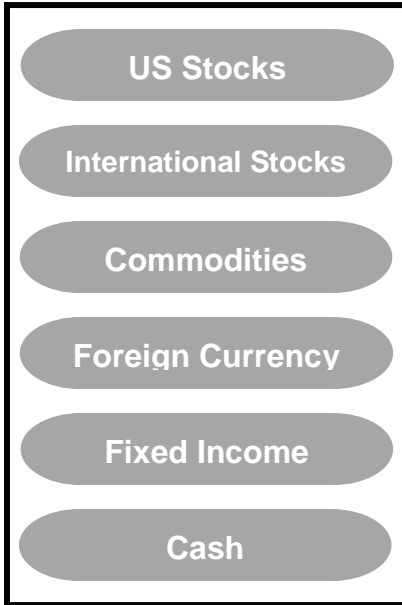 US Stocks
International Stocks
Commodities
Foreign Currency
Fixed Income
Cash